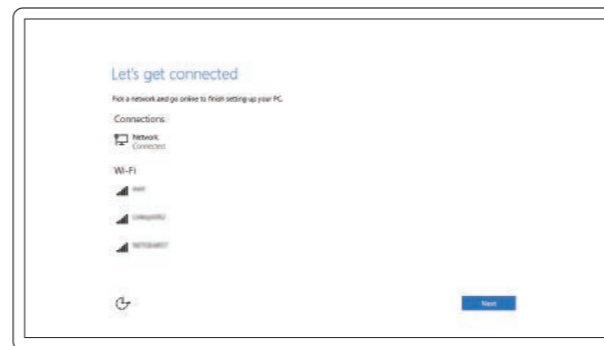 Let's get connected
Pick a network and go online to finish setting up your PC.
Connections
Network
Connected
Wi-Fi
Next